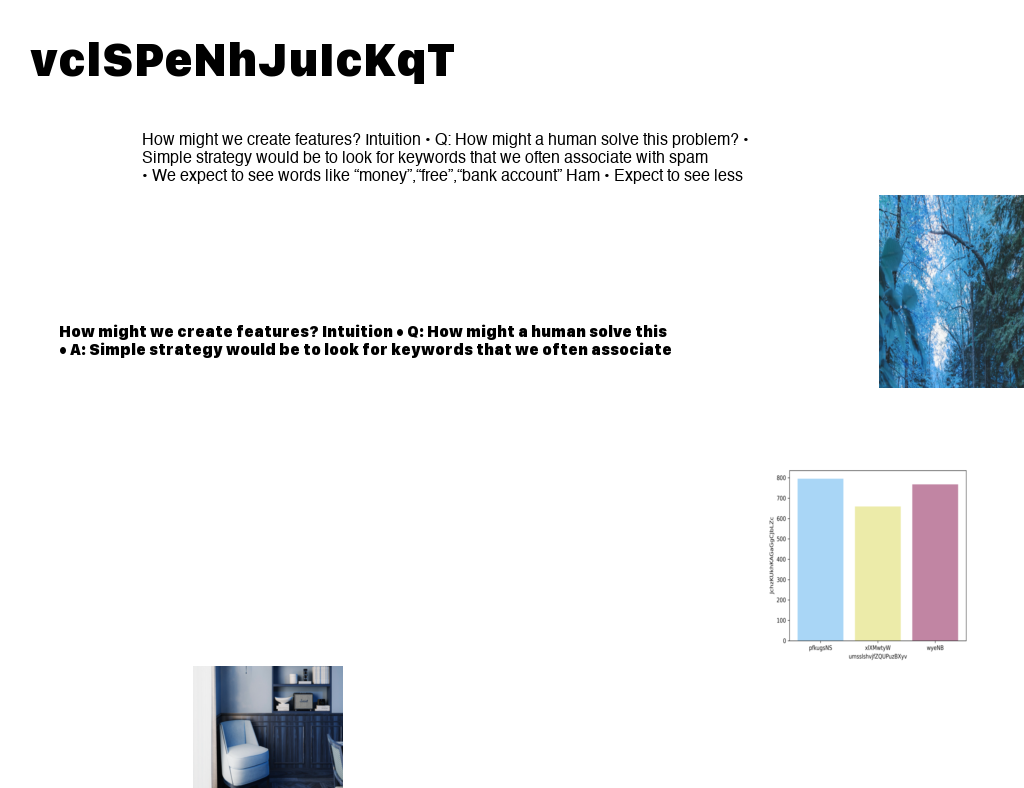 vclSPeNhJuIcKqT
How might we create features? Intuition • Q: How might a human solve this problem? •
Simple strategy would be to look for keywords that we often associate with spam
• We expect to see words like “money”,“free”,“bank account” Ham • Expect to see less
How might we create features? Intuition • Q: How might a human solve this
• A: Simple strategy would be to look for keywords that we often associate
800
700
600
500
400
300
200
100
0
pfkugsNS xlXMwtyW wyeNB